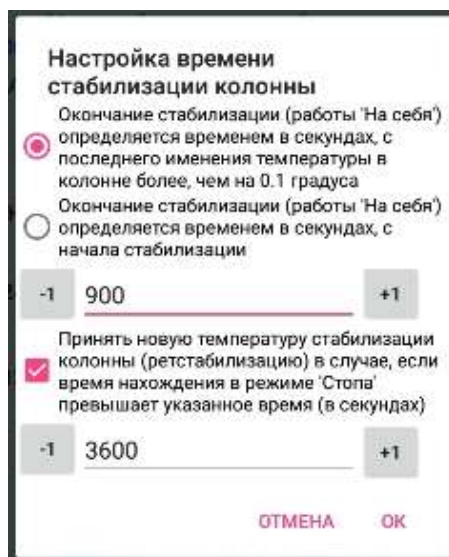 Настройка времени
стабилизации колонны
Окончание стабилизации (работы 'На себя')
определяется временем в секундах, с
последнего именения температуры в
колонне более, чем на 0.1 градуса
Окончание стабилизации (работы 'На себя')
определяется временем в секундах, с
начала стабилизации
-1 900 +1
Принять новую температуру стабилизации
колонны (ретстабилизацию) в случае, если
время нахождения в режиме 'Стопа'
превышает указанное время (в секундах)
-1 3600 +1
ОТМЕНА ОК